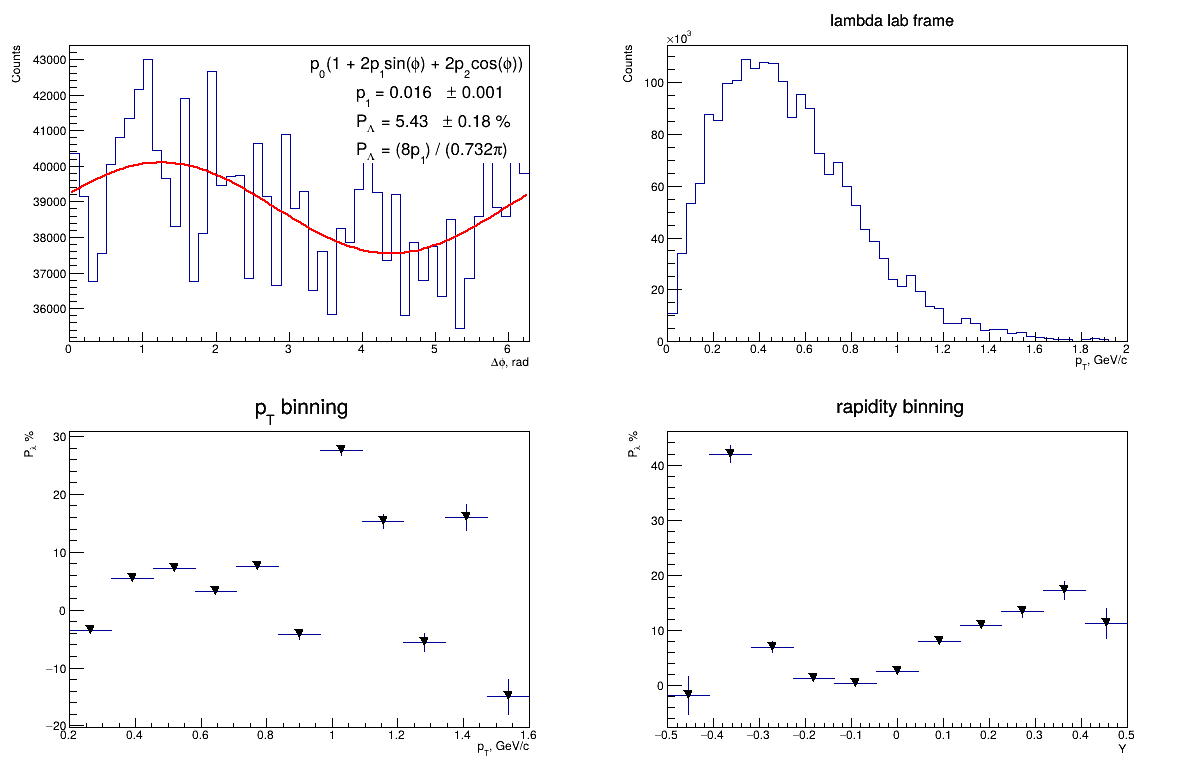 Counts
43000
42000
41000
40000
39000
38000
37000
36000
0 1 2 3 4 5 6
Δϕ, rad
p0(1 + 2p1sin(ϕ) + 2p2cos(ϕ))
p1 = 0.016 ± 0.001
PΛ = 5.43 ± 0.18 %
PΛ = (8p1) / (0.732π)
lambda lab frame
×10³
Counts
100
80
60
40
20
0
0 0.2 0.4 0.6 0.8 1 1.2 1.4 1.6 1.8 2
pT, GeV/c
pT binning
Pλ %
30
20
10
0
−10
−20
0.2 0.4 0.6 0.8 1 1.2 1.4 1.6
pT, GeV/c
rapidity binning
Pλ %
40
30
20
10
0
−0.5 −0.4 −0.3 −0.2 −0.1 0 0.1 0.2 0.3 0.4 0.5
Y